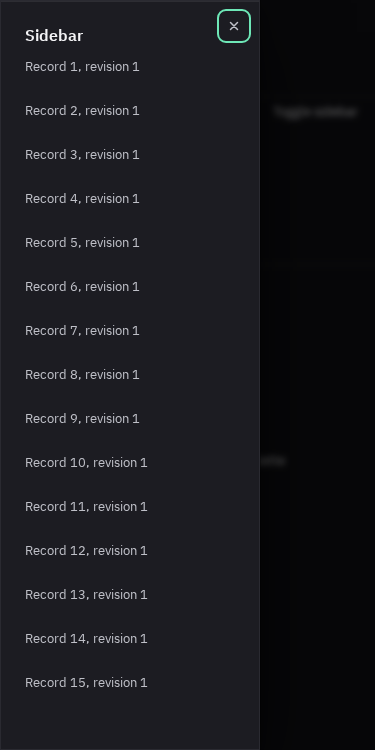 Sidebar
Record 1, revision 1
Record 2, revision 1
Record 3, revision 1
Record 4, revision 1
Record 5, revision 1
Record 6, revision 1
Record 7, revision 1
Record 8, revision 1
Record 9, revision 1
Record 10, revision 1
Record 11, revision 1
Record 12, revision 1
Record 13, revision 1
Record 14, revision 1
Record 15, revision 1
Toggle sidebar